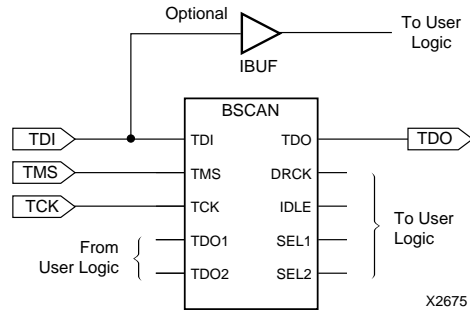 Optional
To User
Logic
IBUF
BSCAN
TDI
TDI
TDO
TDO
TMS
TMS
DRCK
TCK
TCK
IDLE
To User
Logic
From
User Logic
TDO1
SEL1
TDO2
SEL2
X2675